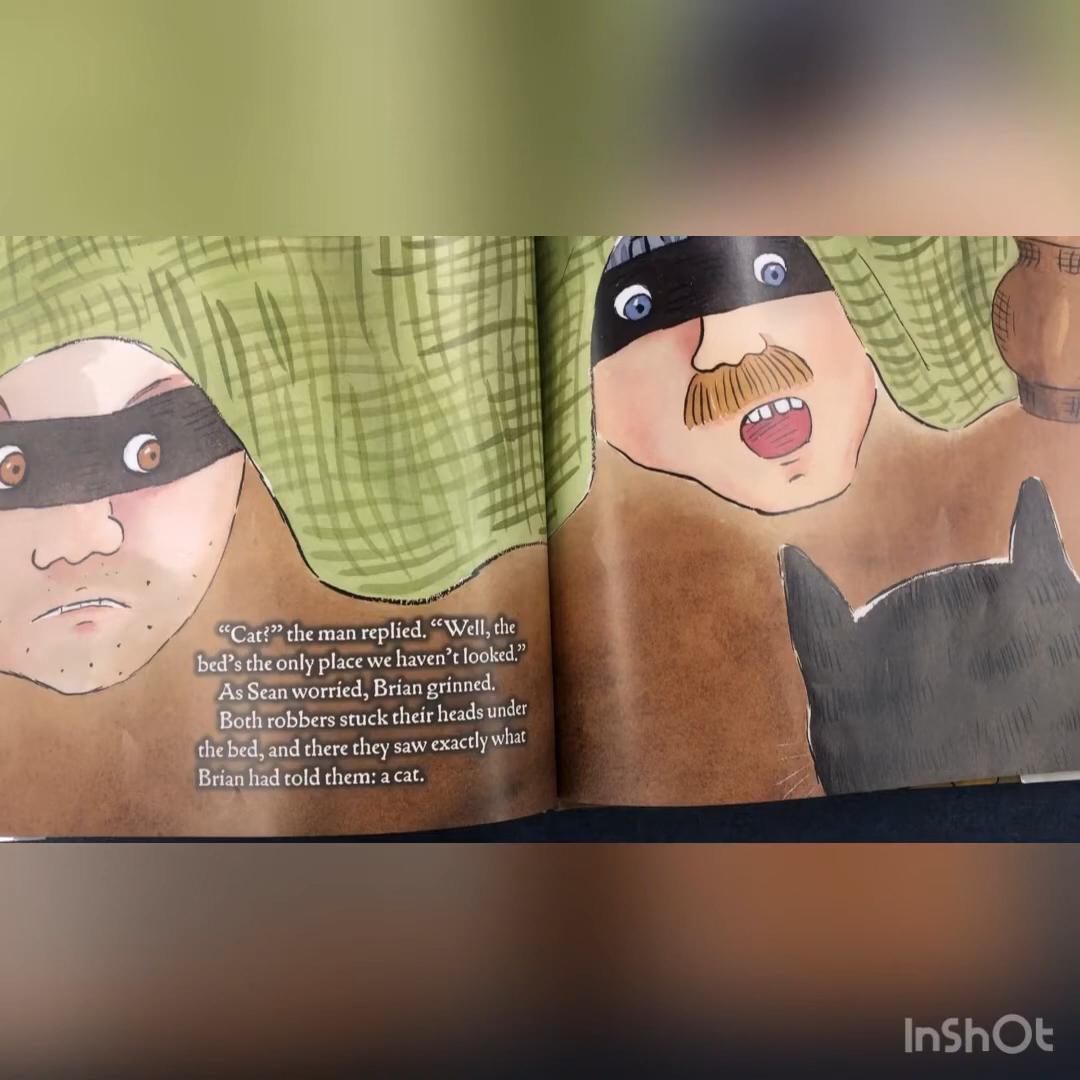 “Cat?” the man replied. “Well, the
bed’s the only place we haven’t looked.”
As Sean worried, Brian grinned.
Both robbers stuck their heads under
the bed, and there they saw exactly what
Brian had told them: a cat.
InShOt